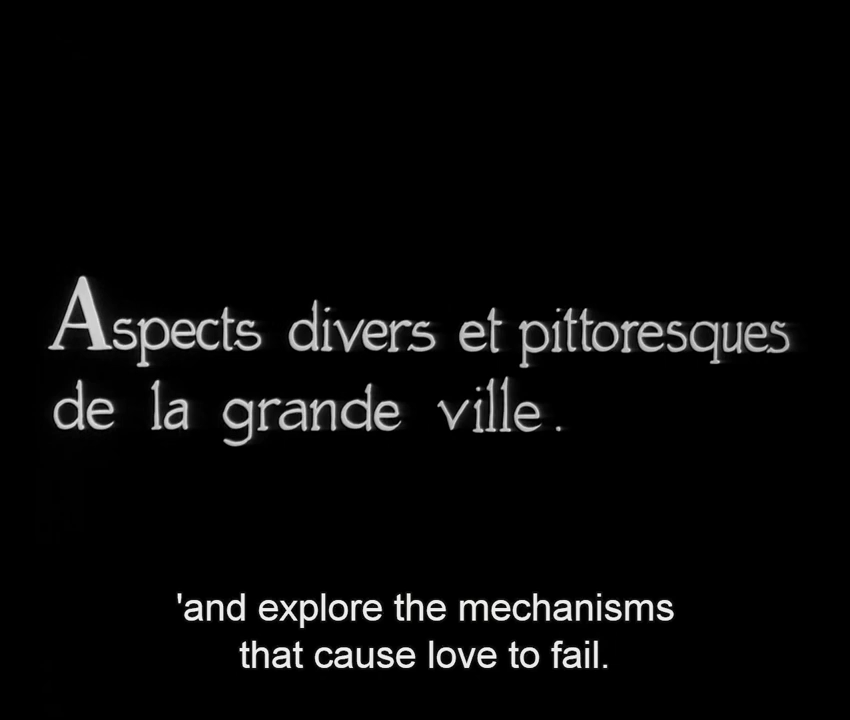 Aspects divers et pittoresques
de la grande ville.
'and explore the mechanisms
that cause love to fail.